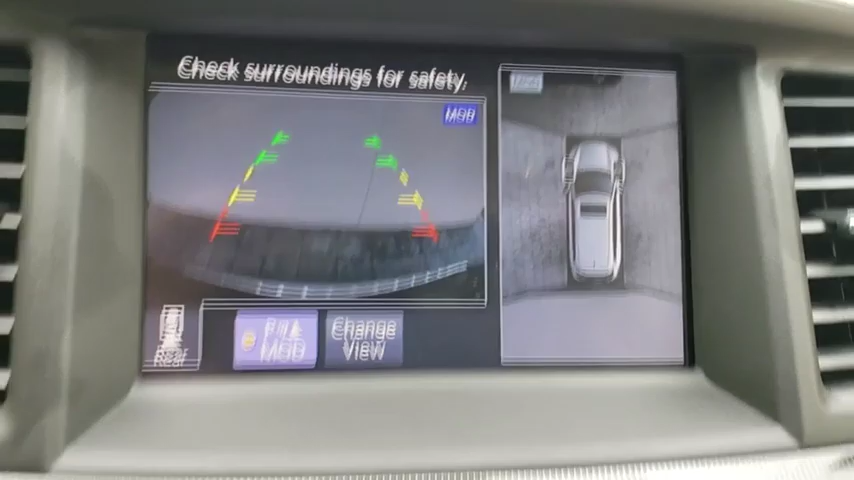 Check surroundings for safety.
MOD
Rear
MOD
Change
View